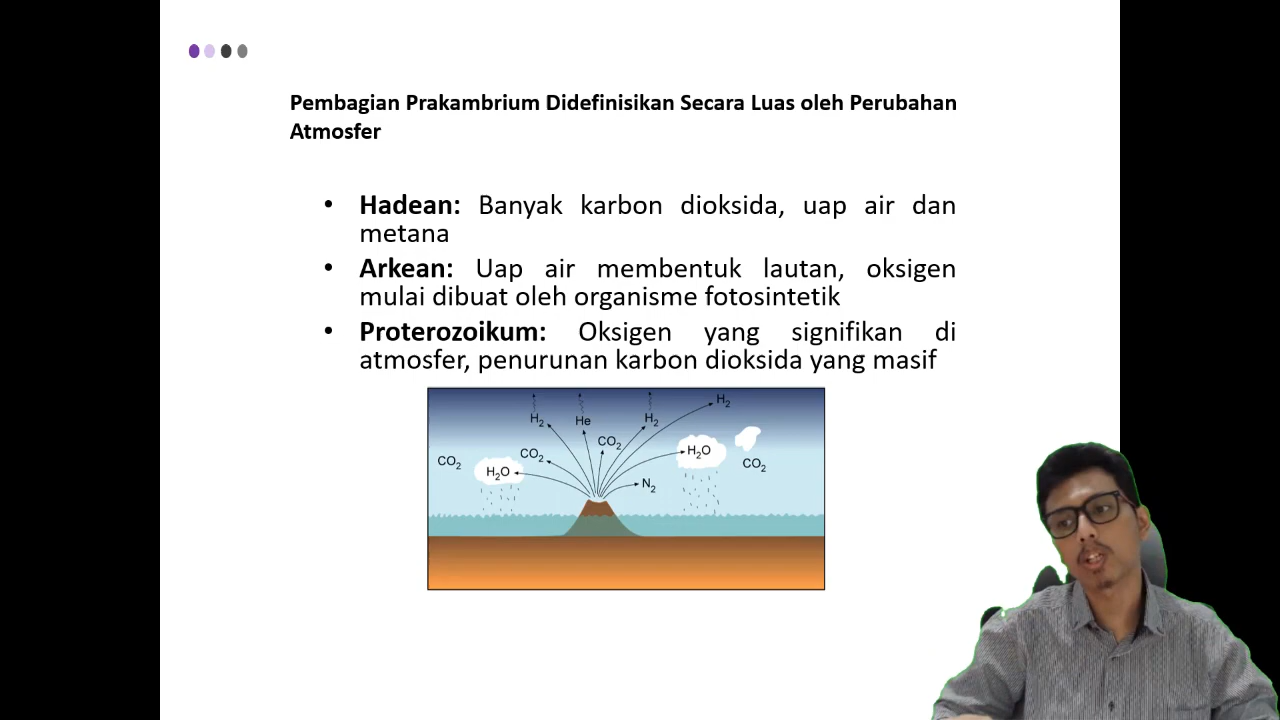 Pembagian Prakambrium Didefinisikan Secara Luas oleh Perubahan
Atmosfer
• Hadean: Banyak karbon dioksida, uap air dan
metana
• Arkean: Uap air membentuk lautan, oksigen
mulai dibuat oleh organisme fotosintetik
• Proterozoikum: Oksigen yang signifikan di
atmosfer, penurunan karbon dioksida yang masif
H2
H2 He H2
CO2
CO2 H2O CO2 H2O CO2
N2